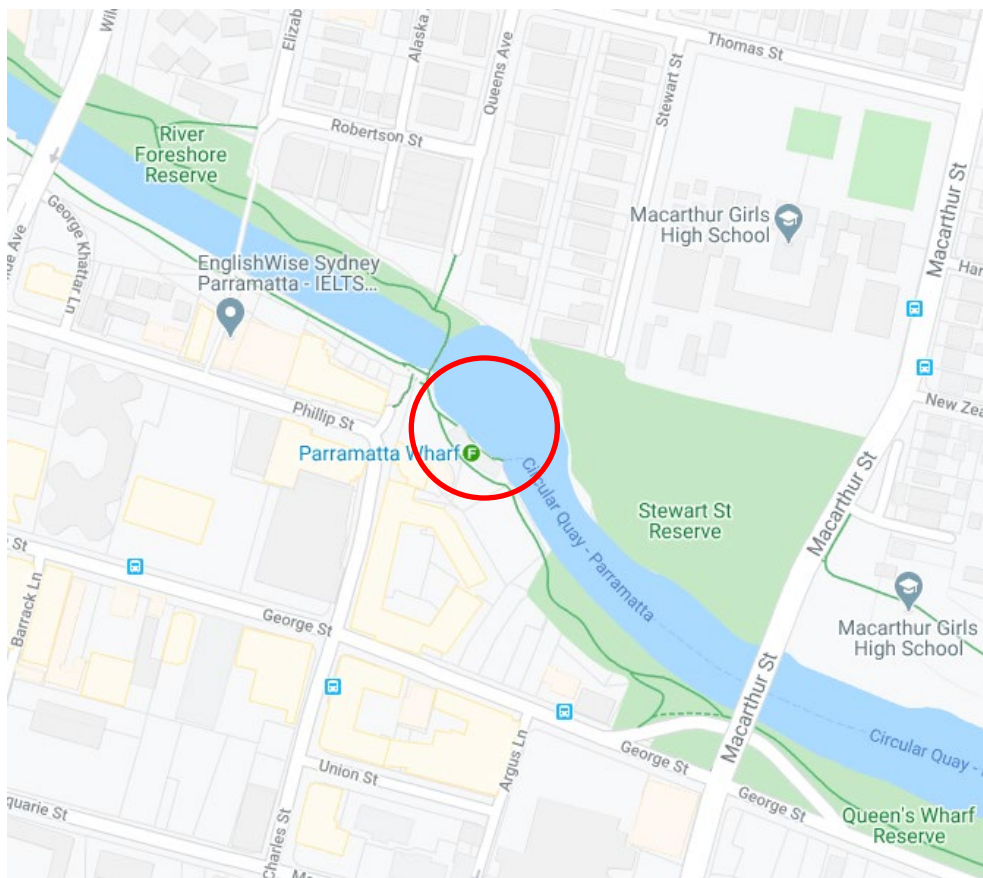 Thomas St
Alaska
Elizab
Queens Ave
Stewart St
Robertson St
River
Foreshore
Reserve
Macarthur St
Macarthur Girls
High School
George Khattar Ln
EnglishWise Sydney
Parramatta - IELTS...
Har
New Zea
Phillip St
Parramatta Wharf
F
Circular Quay - Parramatta
Stewart St
Reserve
Macarthur St
St
Barrack Ln
George St
Macarthur Girls
High School
Macarthur St
Circular Quay -
George St
Argus Ln
Union St
George St
Queen's Wharf
Reserve
quarie St
Charles St